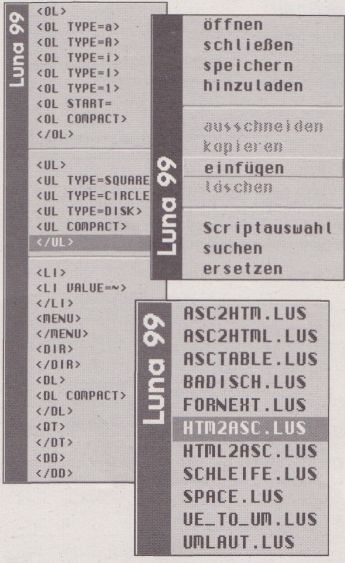 Luna 99
<OL>
<OL TYPE=a>
<OL TYPE=A>
<OL TYPE=i>
<OL TYPE=I>
<OL TYPE=1>
<OL START=
<OL COMPACT>
</OL>
<UL>
<UL TYPE=SQUARE
<UL TYPE=CIRCLE
<UL TYPE=DISK>
<UL COMPACT>
</UL>
<LI>
<LI VALUE=~>
</LI>
<MENU>
</MENU>
<DIR>
</DIR>
<DL>
<DL COMPACT>
</DL>
<DT>
</DT>
<DD>
</DD>
Luna 99
öffnen
schließen
speichern
hinzuladen
ausschneiden
kopieren
einfügen
löschen
Scriptauswahl
suchen
ersetzen
Luna 99
ASC2HTM.LUS
ASC2HTML.LUS
ASCTABLE.LUS
BADISCH.LUS
FORNEXT.LUS
HTM2ASC.LUS
HTML2ASC.LUS
SCHLEIFE.LUS
SPACE.LUS
UE_TO_UM.LUS
UMLAUT.LUS